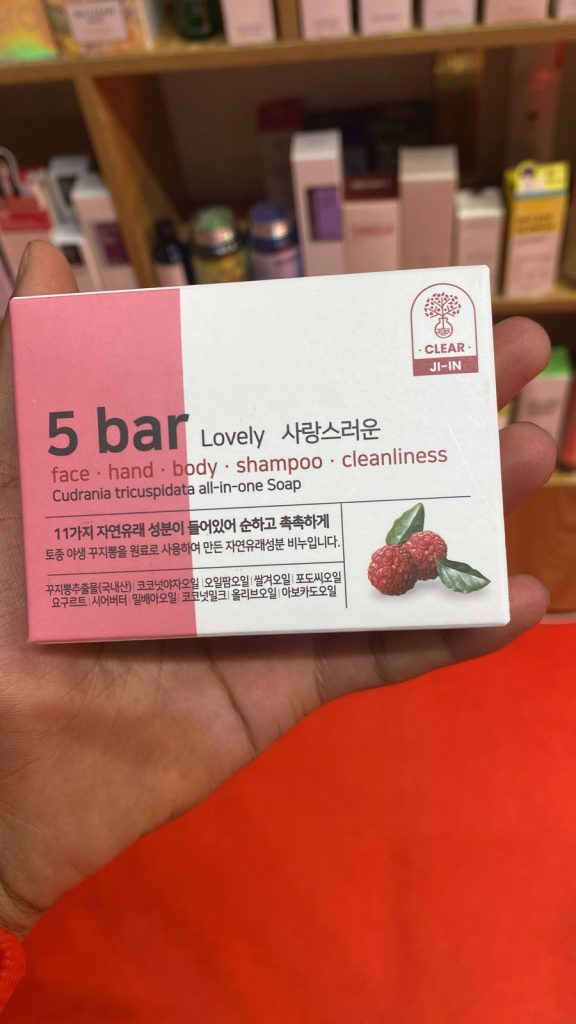 CLEAR
JI-IN
5 bar Lovely 사랑스러운
face · hand · body · shampoo · cleanliness
Cudrania tricuspidata all-in-one Soap
11가지 자연유래 성분이 들어있어 순하고 촉촉하게
토종 야생 꾸지뽕을 원료로 사용하여 만든 자연유래성분 비누입니다.
꾸지뽕추출물(국내산) | 코코넛야자오일 | 오일팜오일 | 쌀겨오일 | 포도씨오일
요구르트 | 시어버터 | 밀배아오일 | 코코넛밀크 | 올리브오일 | 아보카도오일